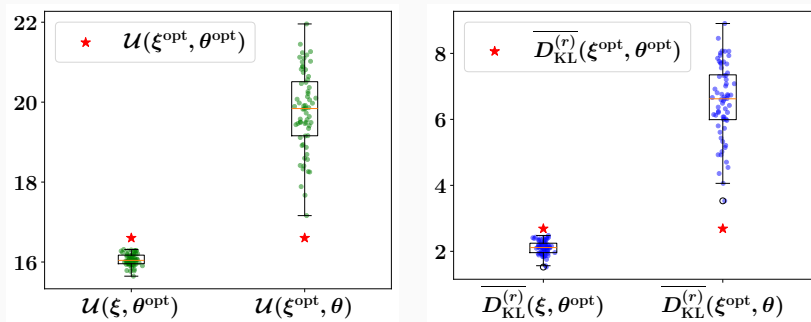 22
20
18
16
★ 𝒰(ξ^opt, θ^opt)
𝒰(ξ, θ^opt)
𝒰(ξ^opt, θ)
8
6
4
2
★ \overline{D_KL^(r)}(ξ^opt, θ^opt)
\overline{D_KL^(r)}(ξ, θ^opt)
\overline{D_KL^(r)}(ξ^opt, θ)